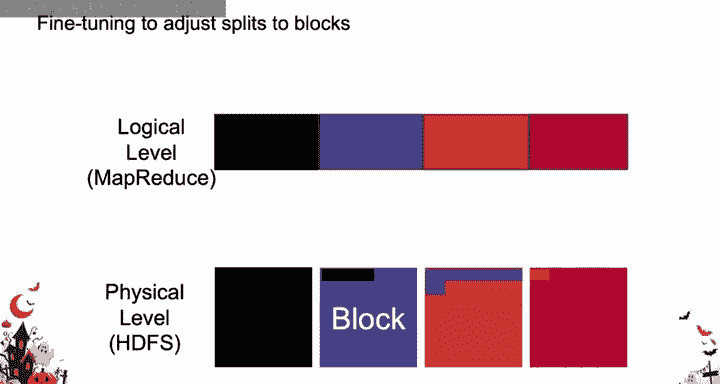 Fine-tuning to adjust splits to blocks
Logical
Level
(MapReduce)
Physical
Level
(HDFS)
Block